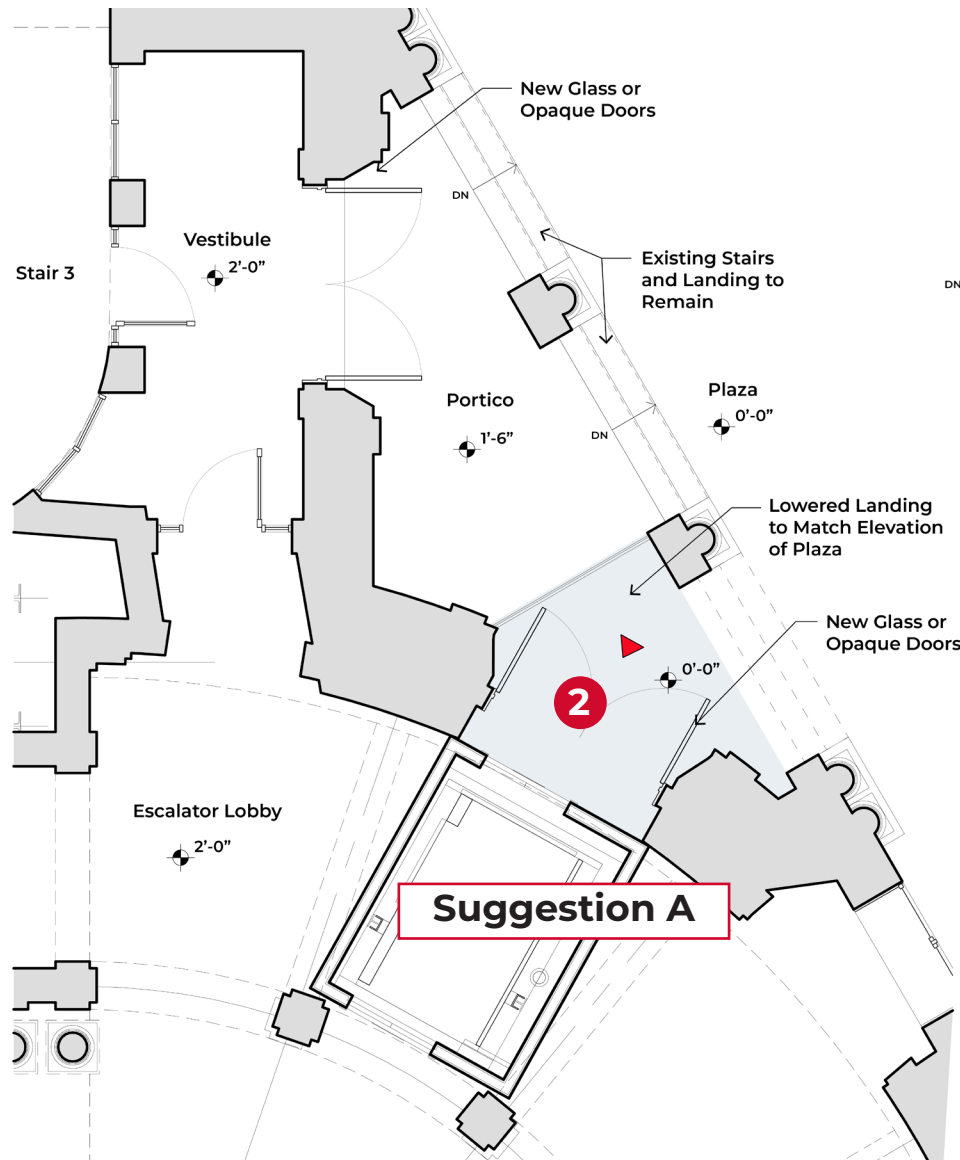 New Glass or
Opaque Doors
DN
Vestibule
2’-0”
Stair 3
Existing Stairs
and Landing to
Remain
DN
Portico
1’-6”
Plaza
0’-0”
DN
Lowered Landing
to Match Elevation
of Plaza
New Glass or
Opaque Doors
0’-0”
2
Escalator Lobby
2’-0”
Suggestion A